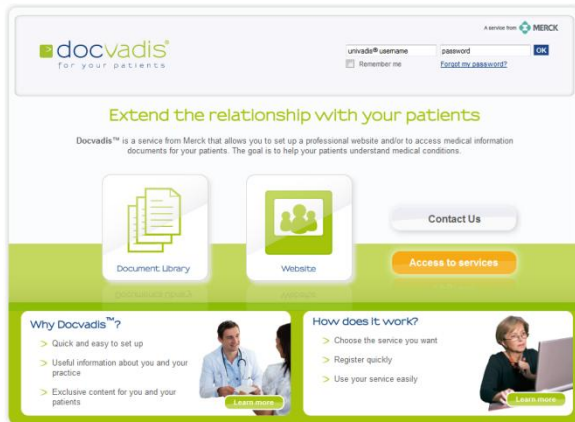 A service from MERCK
docvadis®
for your patients
univadis® username password OK
Remember me Forgot my password?
Extend the relationship with your patients
Docvadis™ is a service from Merck that allows you to set up a professional website and/or to access medical information
documents for your patients. The goal is to help your patients understand medical conditions.
Document Library
Website
Contact Us
Access to services
Why Docvadis™?
> Quick and easy to set up
> Useful information about you and your
practice
> Exclusive content for you and your
patients
Learn more
How does it work?
> Choose the service you want
> Register quickly
> Use your service easily
Learn more